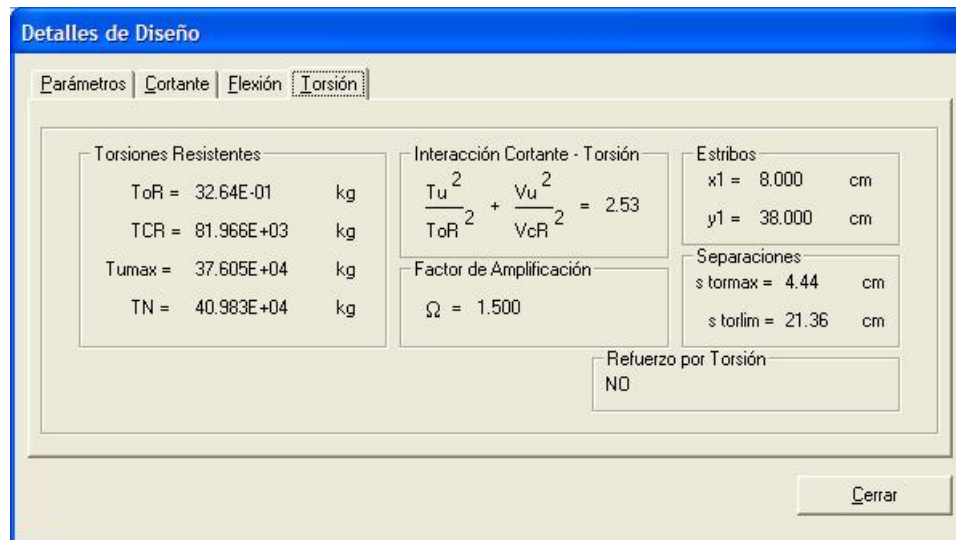 Detalles de Diseño
Parámetros Cortante Flexión Torsión
Torsiones Resistentes
ToR = 32.64E-01 kg
TCR = 81.966E+03 kg
Tumax = 37.605E+04 kg
TN = 40.983E+04 kg
Interacción Cortante - Torsión
Tu² / ToR² + Vu² / VcR² = 2.53
Factor de Amplificación
Ω = 1.500
Estribos
x1 = 8.000 cm
y1 = 38.000 cm
Separaciones
s tormax = 4.44 cm
s torlim = 21.36 cm
Refuerzo por Torsión
NO
Cerrar